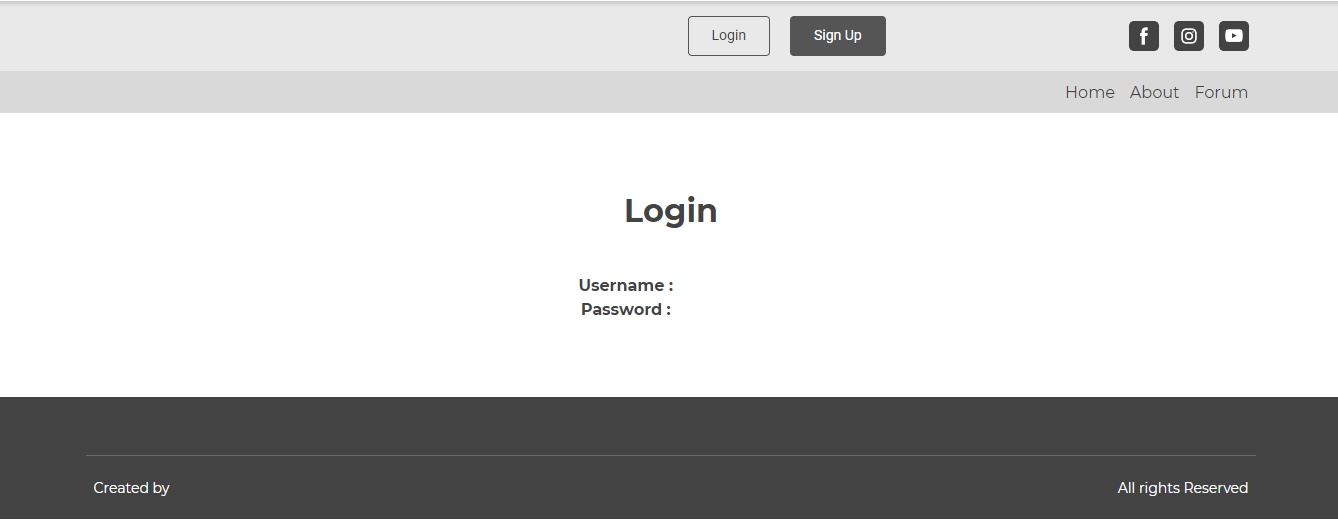 Login Sign Up
Home About Forum
Login
Username :
Password :
Created by All rights Reserved